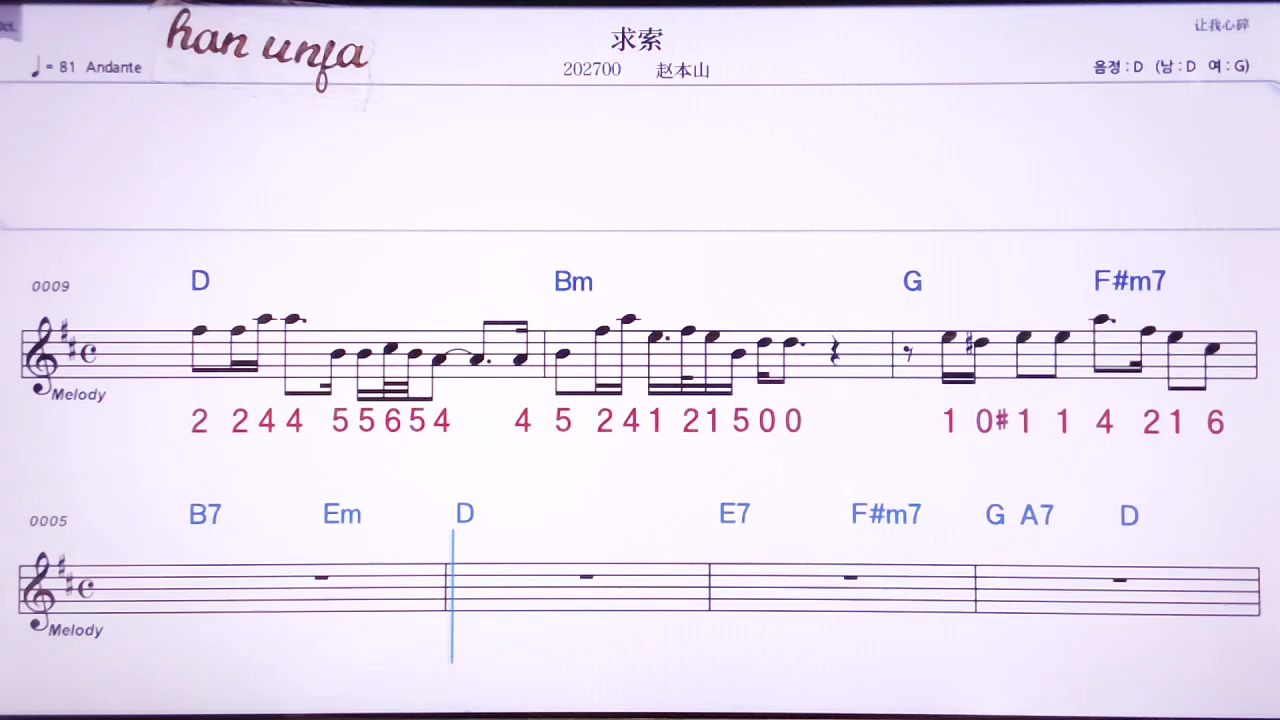 oct.
han unfa
求索
让我心碎
♩= 81 Andante
202700 赵本山
음정 : D (남 : D 여 : G)
0009 D Bm G F#m7
Melody
2 2 4 4 5 5 6 5 4 4 5 2 4 1 2 1 5 0 0 1 0# 1 1 4 2 1 6
0005 B7 Em D E7 F#m7 G A7 D
Melody